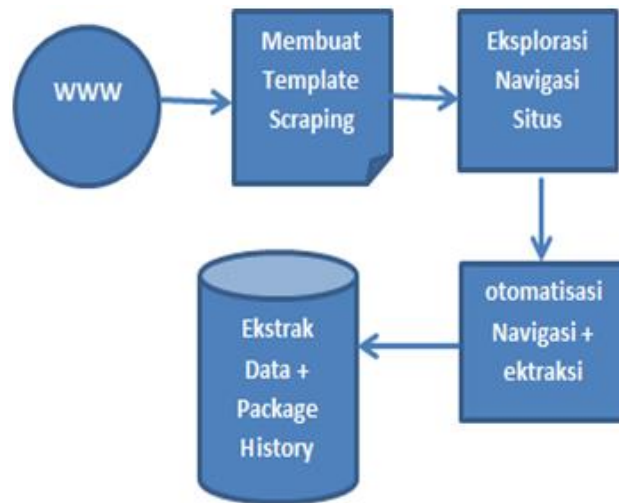 WWW
Membuat
Template
Scraping
Eksplorasi
Navigasi
Situs
otomatisasi
Navigasi +
ektraksi
Ekstrak
Data +
Package
History